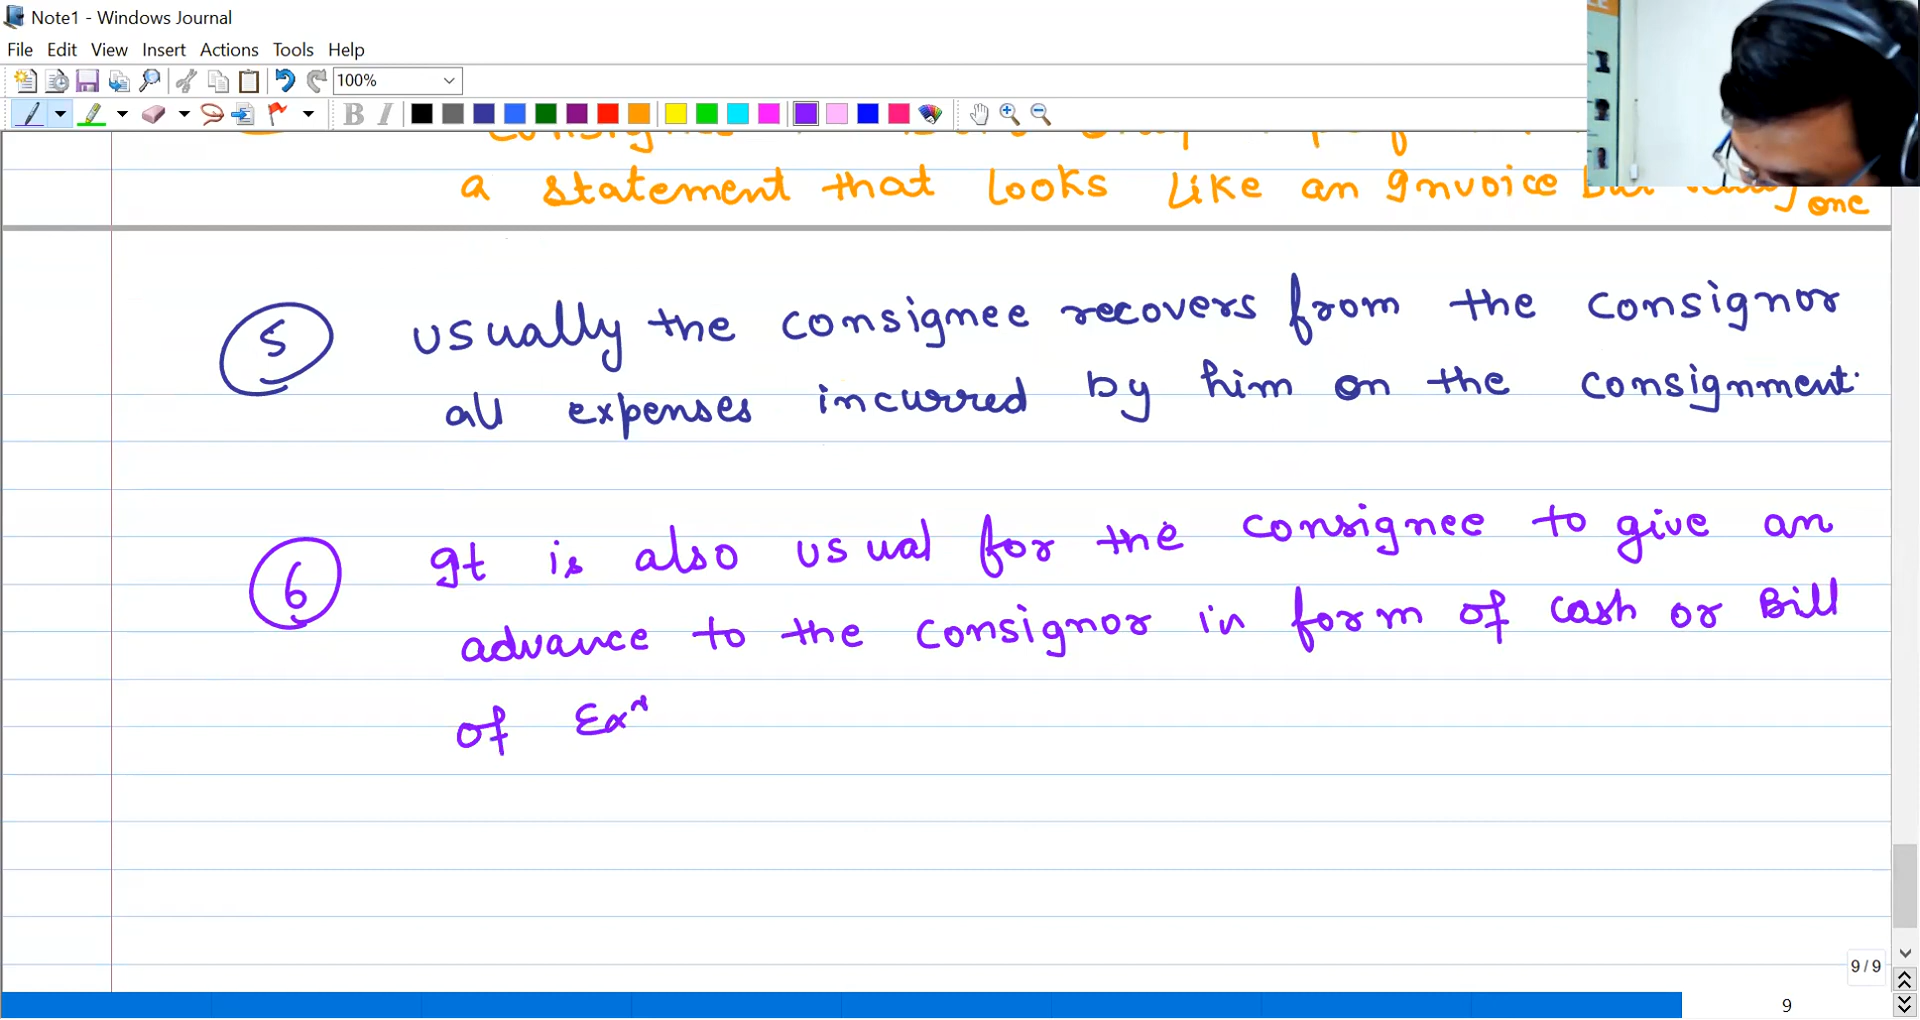 Note1 - Windows Journal
File Edit View Insert Actions Tools Help
100%
a statement that looks like an Invoice
one
5 usually the consignee recovers from the consignor
all expenses incurred by him on the consignment.
6 It is also usual for the consignee to give an
advance to the consignor in form of cash or Bill
of Ex
9 / 9
9